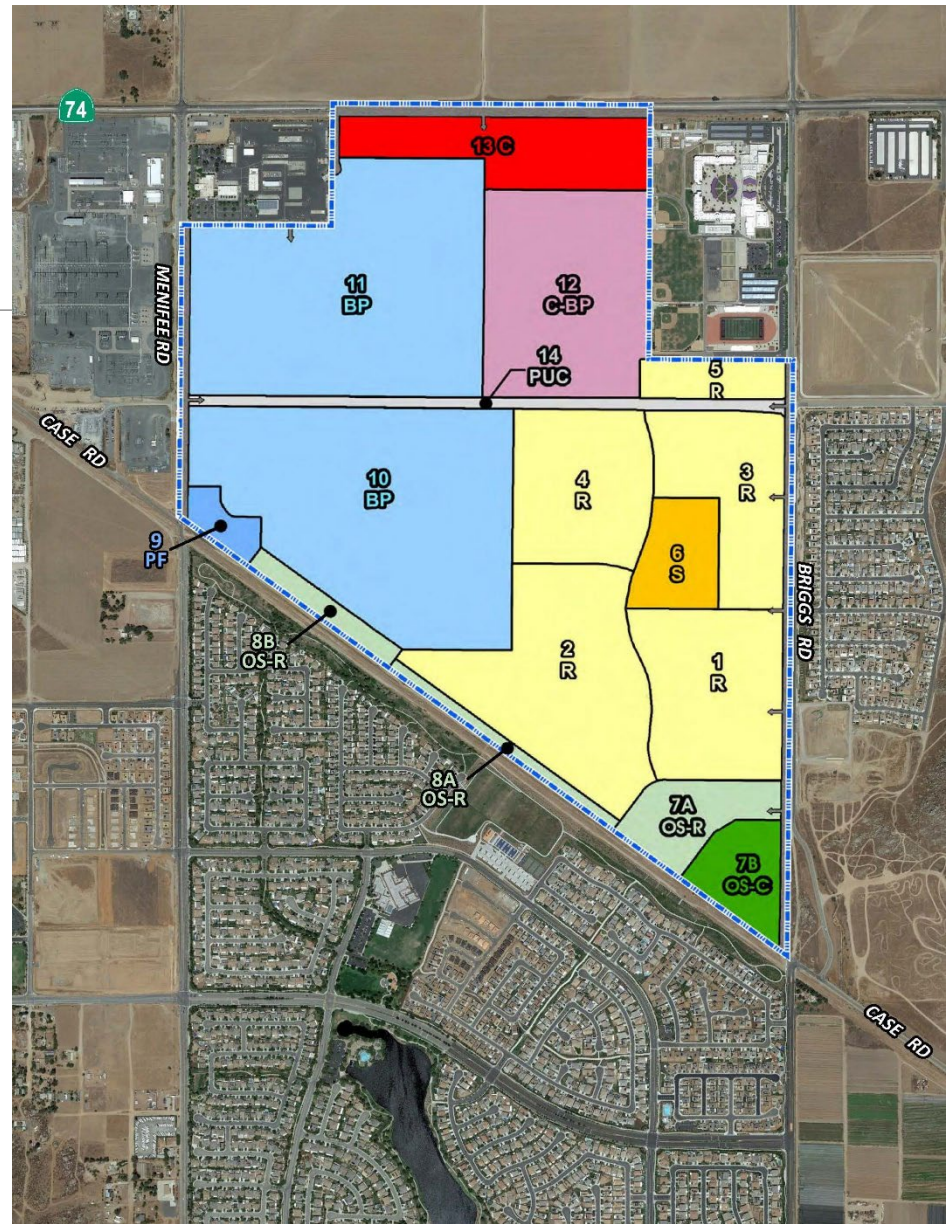 74
13 C
MENIFEE RD
11
BP
12
C-BP
14
PUC
5
R
CASE RD
10
BP
4
R
3
R
9
PF
6
S
BRIGGS RD
8B
OS-R
2
R
1
R
8A
OS-R
7A
OS-R
7B
OS-C
CASE RD